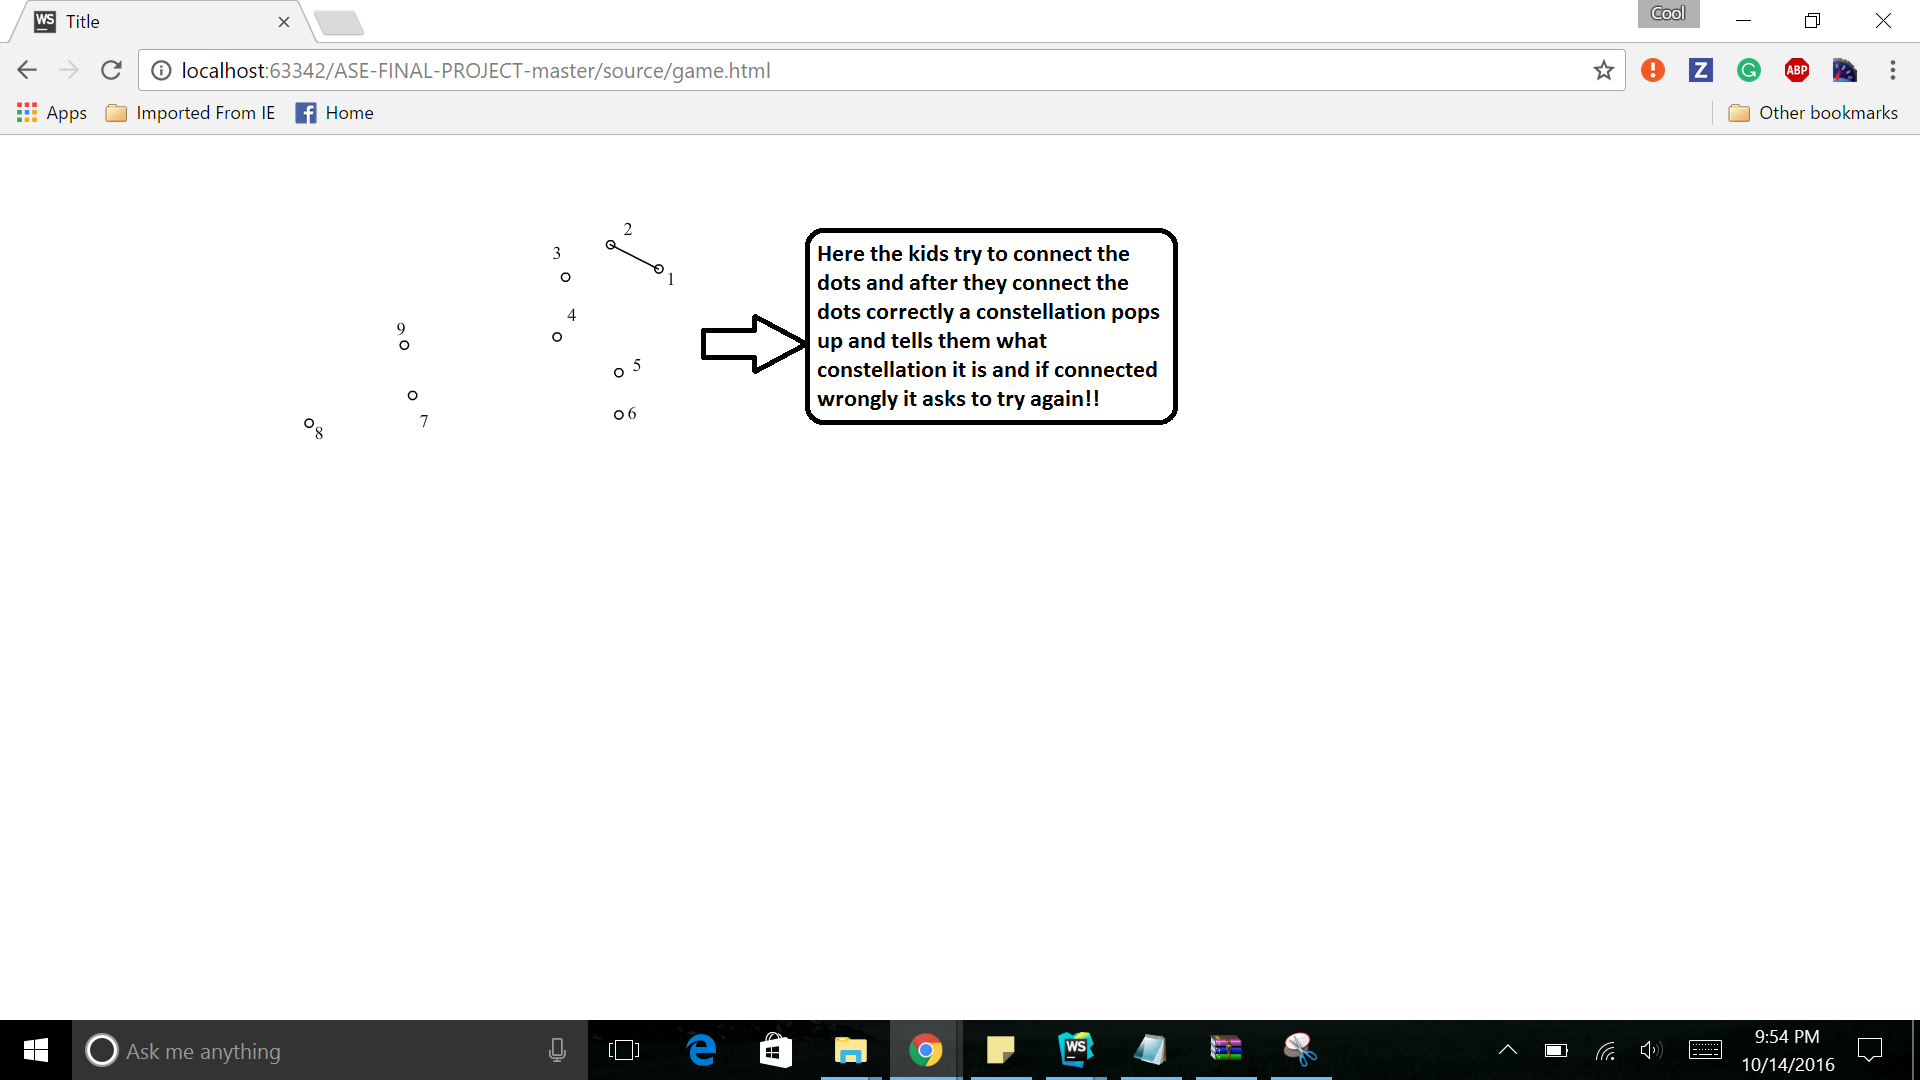 WS Title
Cool
localhost:63342/ASE-FINAL-PROJECT-master/source/game.html
Z
G
ABP
Apps
Imported From IE
Home
Other bookmarks
2
3
1
4
9
5
6
7
8
Here the kids try to connect the
dots and after they connect the
dots correctly a constellation pops
up and tells them what
constellation it is and if connected
wrongly it asks to try again!!
Ask me anything
WS
9:54 PM
10/14/2016